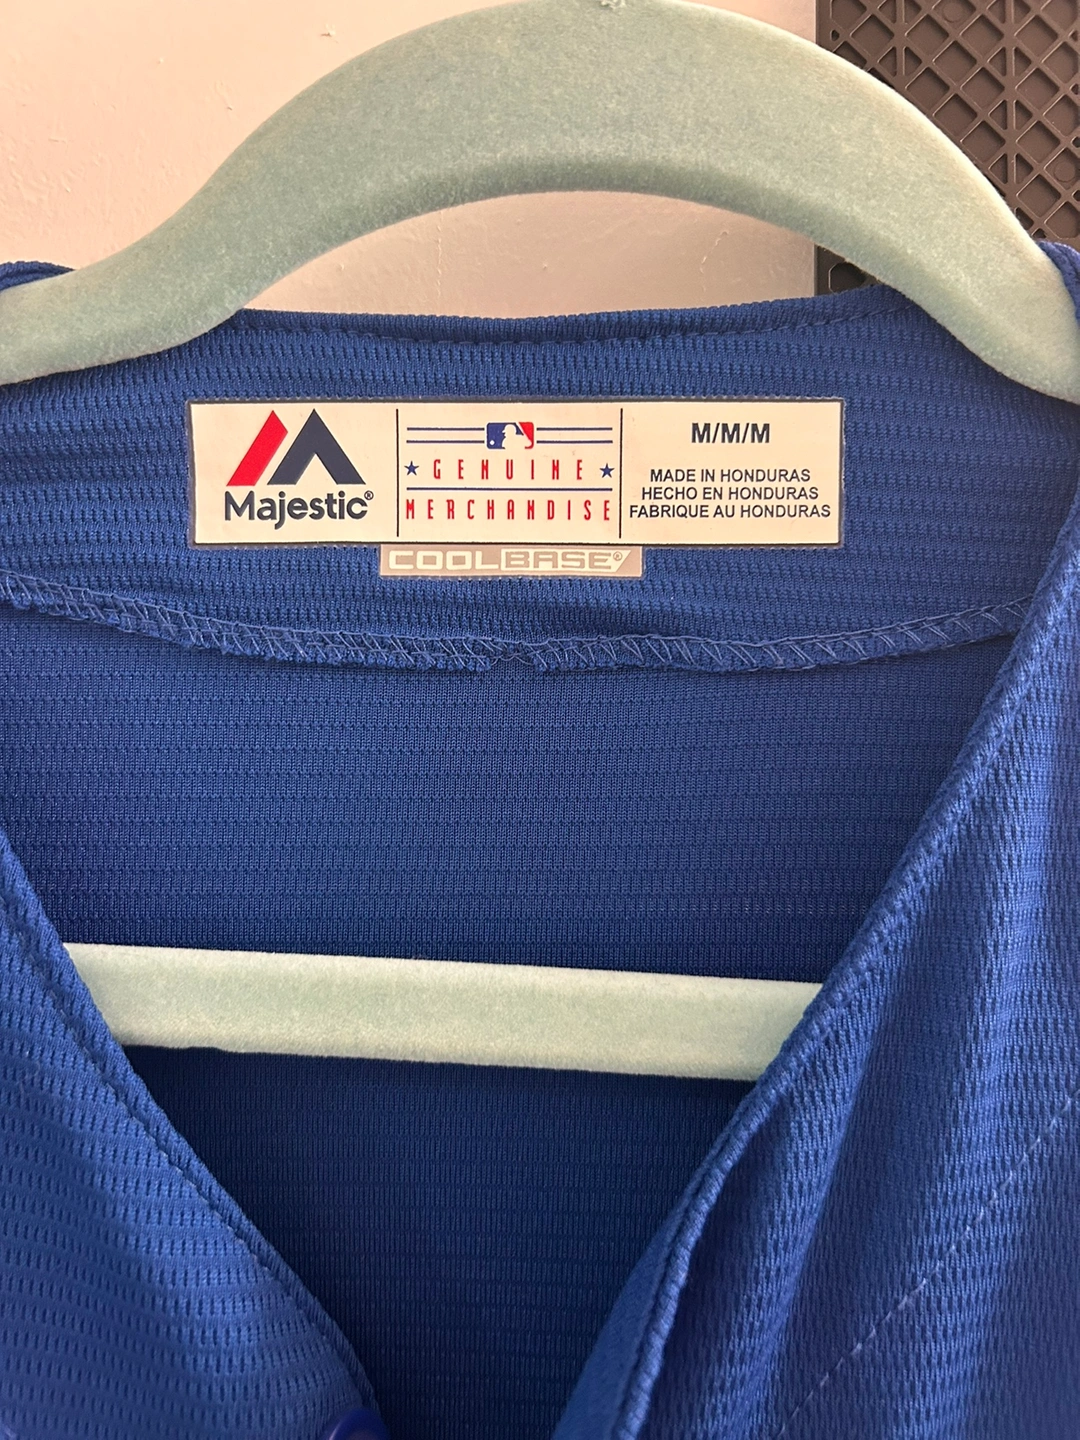 Majestic®
GENUINE
MERCHANDISE
M/M/M
MADE IN HONDURAS
HECHO EN HONDURAS
FABRIQUE AU HONDURAS
COOLBASE®